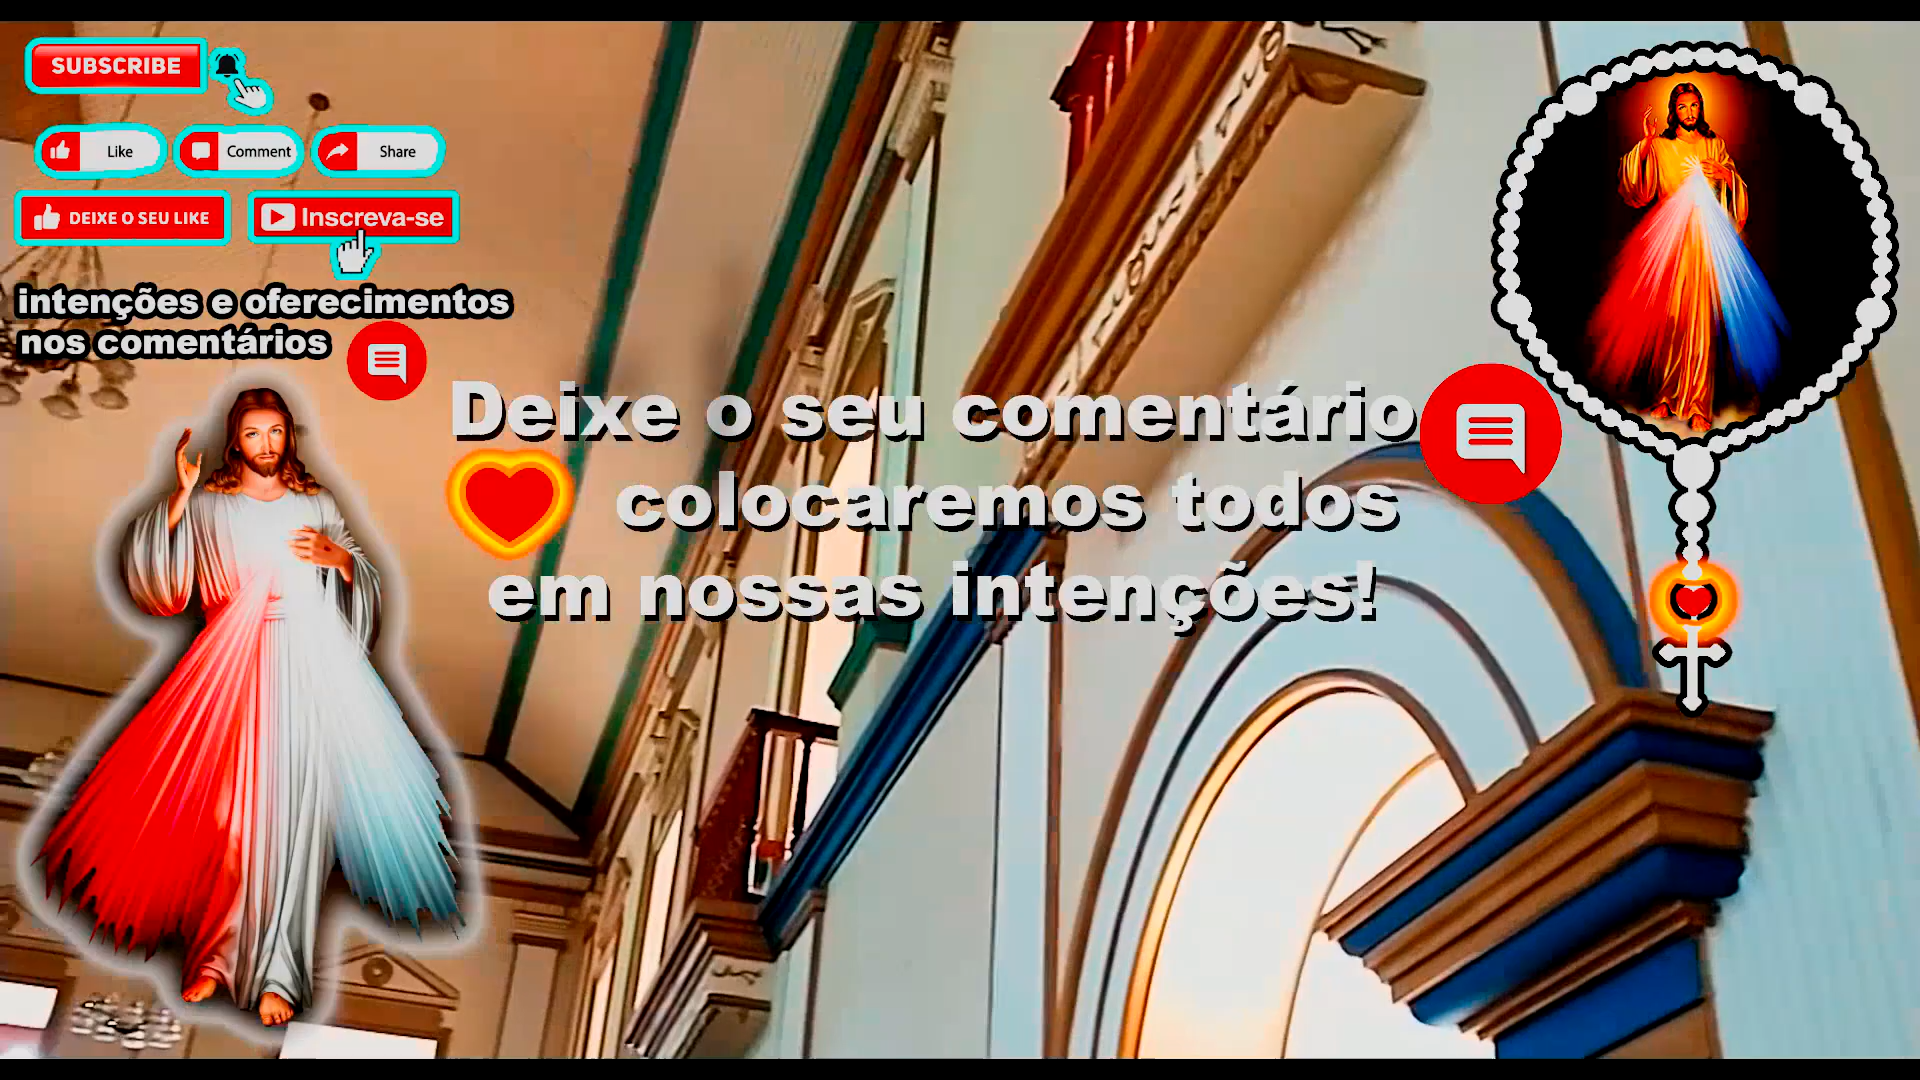 SUBSCRIBE
Like
Comment
Share
DEIXE O SEU LIKE
Inscreva-se
intenções e oferecimentos
nos comentários
Deixe o seu comentário
colocaremos todos
em nossas intenções!